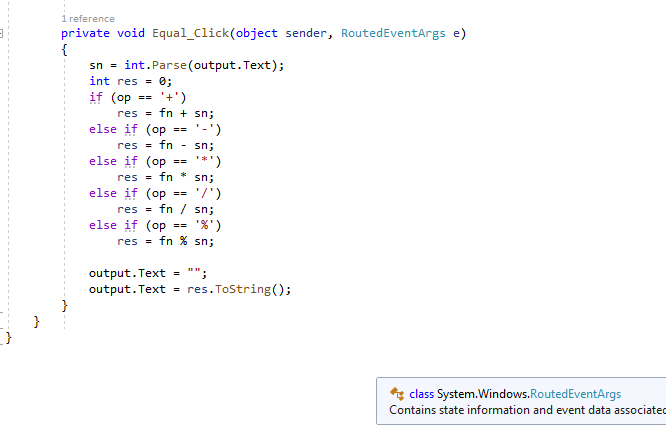 1 reference
private void Equal_Click(object sender, RoutedEventArgs e)
{
sn = int.Parse(output.Text);
int res = 0;
if (op == '+')
res = fn + sn;
else if (op == '-')
res = fn - sn;
else if (op == '*')
res = fn * sn;
else if (op == '/')
res = fn / sn;
else if (op == '%')
res = fn % sn;
output.Text = "";
output.Text = res.ToString();
}
}
}
class System.Windows.RoutedEventArgs
Contains state information and event data associated